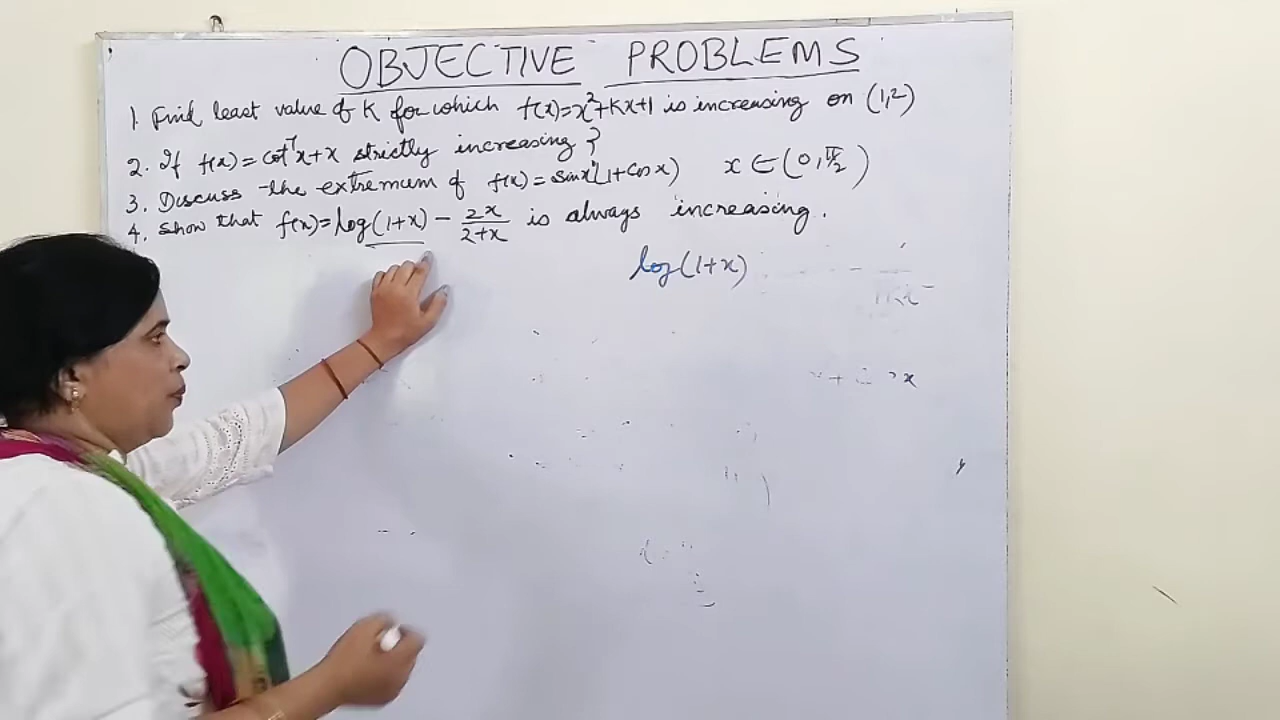 OBJECTIVE PROBLEMS
1. Find least value of K for which f(x)=x²+Kx+1 is increasing on (1,2)
2. If f(x)=cot⁻¹x+x strictly increasing?
3. Discuss the extremum of f(x)=sinx(1+cosx) x∈(0,π/2)
4. Show that f(x)=log(1+x) - 2x/2+x is always increasing.
log(1+x)